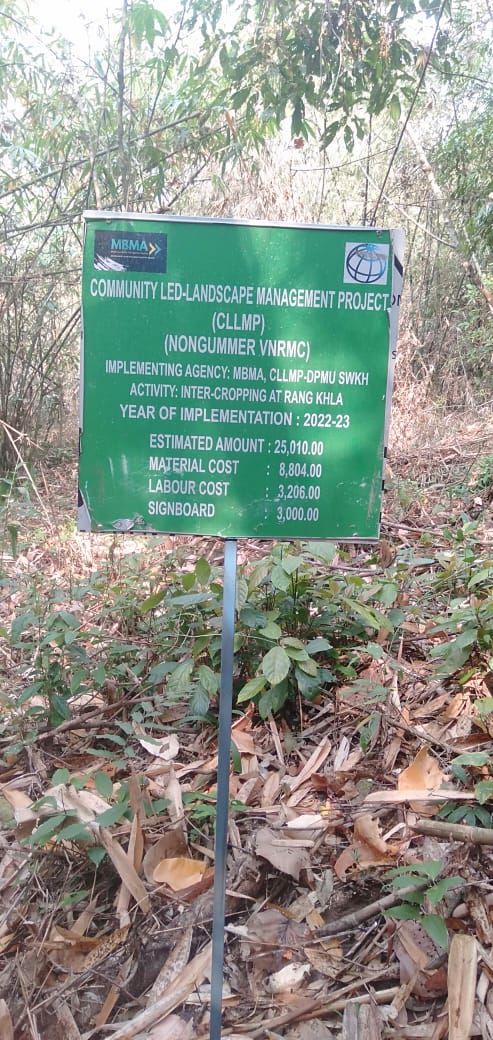 MBMA
COMMUNITY LED-LANDSCAPE MANAGEMENT PROJECT
(CLLMP)
(NONGUMMER VNRMC)
IMPLEMENTING AGENCY: MBMA, CLLMP-DPMU SWKH
ACTIVITY: INTER-CROPPING AT RANG KHLA
YEAR OF IMPLEMENTATION : 2022-23
ESTIMATED AMOUNT : 25,010.00
MATERIAL COST : 8,804.00
LABOUR COST : 3,206.00
SIGNBOARD : 3,000.00